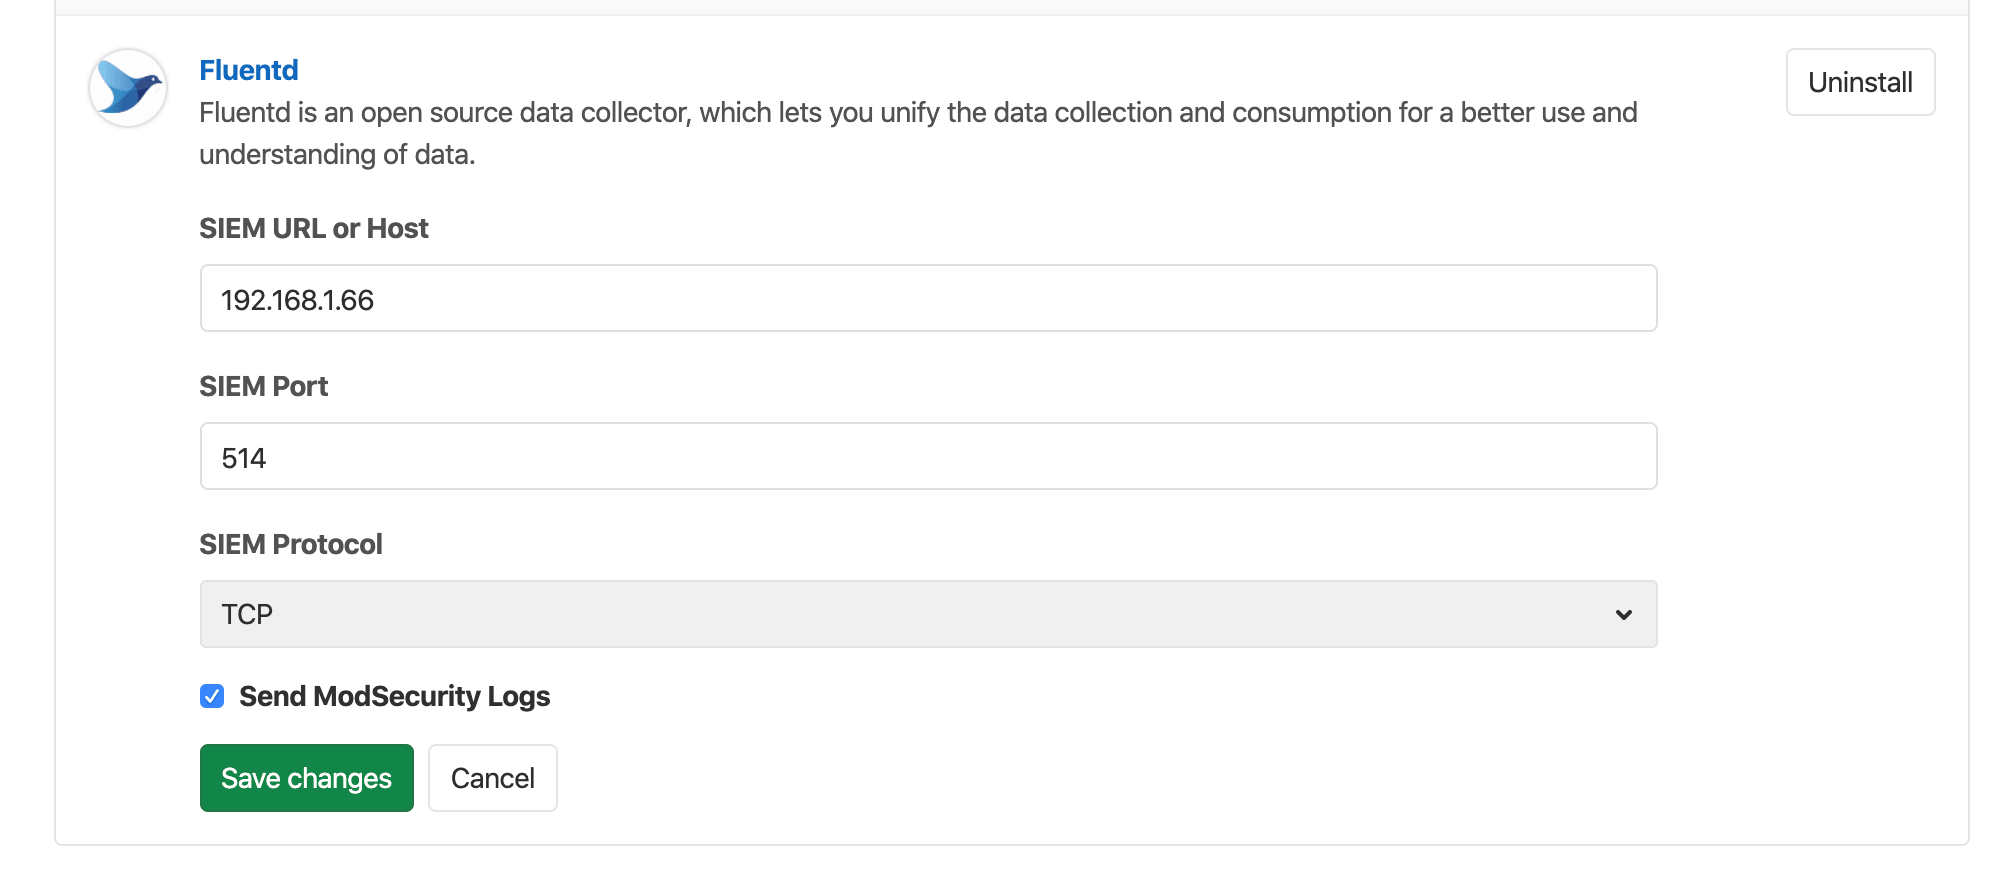 Fluentd
Uninstall
Fluentd is an open source data collector, which lets you unify the data collection and consumption for a better use and
understanding of data.
SIEM URL or Host
192.168.1.66
SIEM Port
514
SIEM Protocol
TCP
Send ModSecurity Logs
Save changes
Cancel